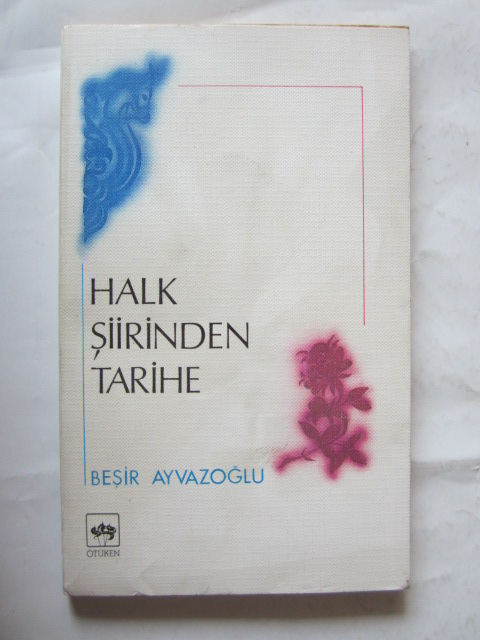 HALK
ŞİİRİNDEN
TARİHE
BEŞİR AYVAZOĞLU
ÖTÜKEN